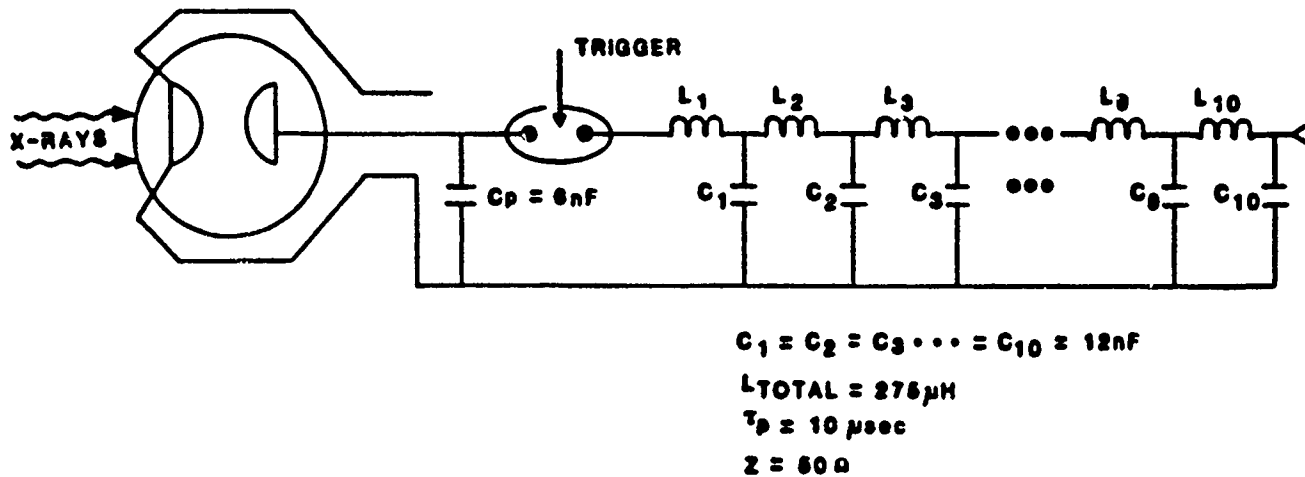 TRIGGER
X-RAYS
L1 L2 L3 L9 L10
Cp = 6nF
C1 C2 C3 C9 C10
C1 = C2 = C3 • • • = C10 = 12nF
LTOTAL = 275μH
τp = 10 μsec
Z = 50 Ω